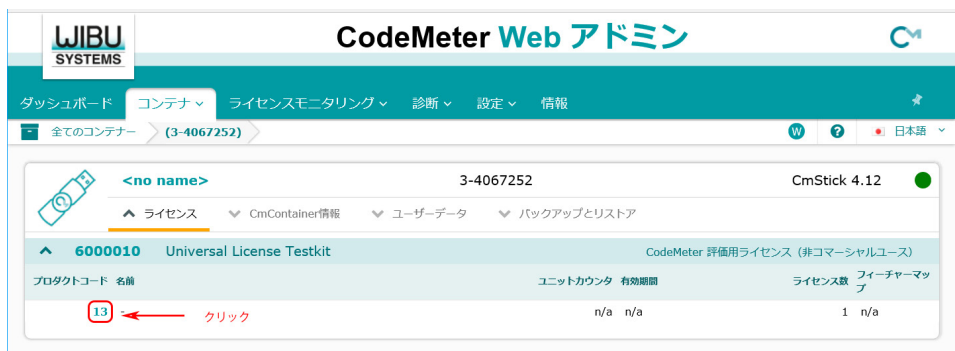 WIBU
SYSTEMS
CodeMeter Web アドミン
ダッシュボード コンテナ ライセンスモニタリング 診断 設定 情報
全てのコンテナー (3-4067252) W ? 日本語
<no name> 3-4067252 CmStick 4.12
ライセンス CmContainer情報 ユーザーデータ バックアップとリストア
6000010 Universal License Testkit CodeMeter 評価用ライセンス（非コマーシャルユース）
プロダクトコード 名前 ユニットカウンタ 有効期間 ライセンス数 フィーチャーマッ
プ
13 - クリック n/a n/a 1 n/a